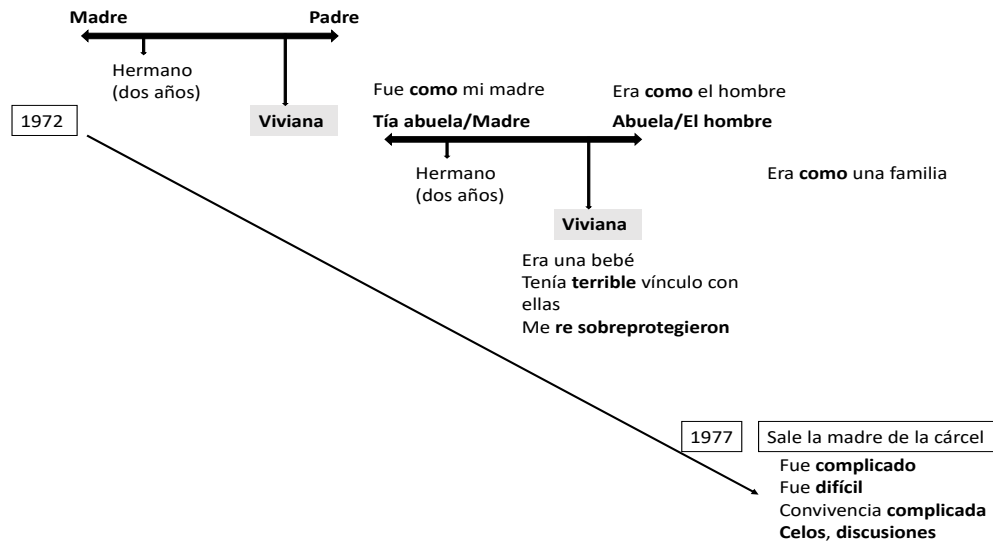 Madre Padre
Hermano
(dos años)
1972
Viviana
Fue como mi madre
Era como el hombre
Tía abuela/Madre
Abuela/El hombre
Hermano
(dos años)
Era como una familia
Viviana
Era una bebé
Tenía terrible vínculo con
ellas
Me re sobreprotegieron
1977
Sale la madre de la cárcel
Fue complicado
Fue difícil
Convivencia complicada
Celos, discusiones